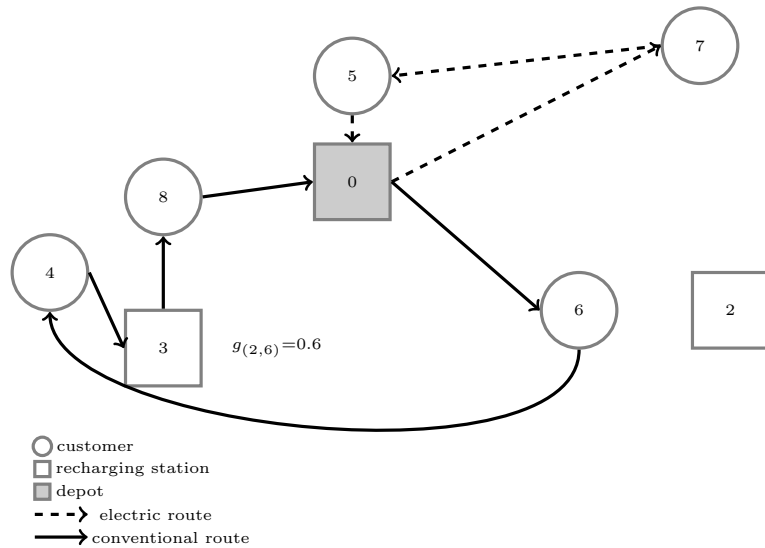 7
5
0
8
4
6
2
3
g(2,6)=0.6
customer
recharging station
depot
electric route
conventional route